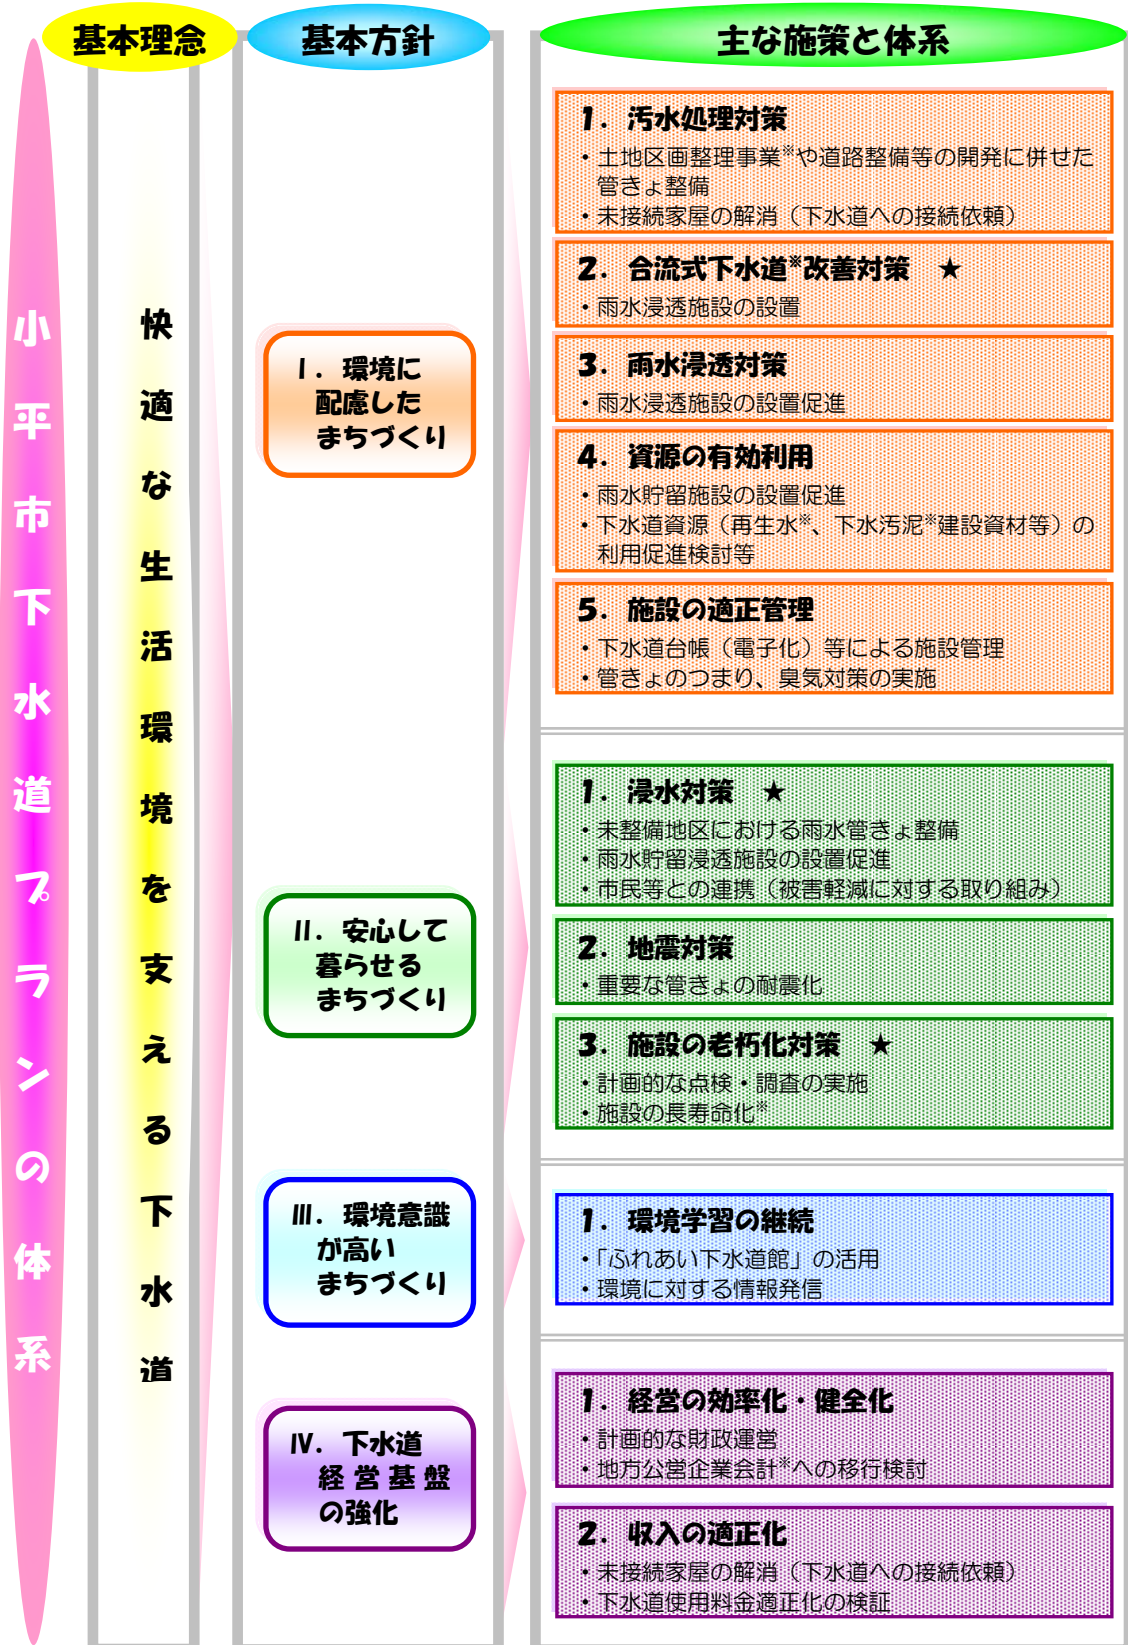 基本理念
基本方針
主な施策と体系
小平市下水道プランの体系
快適な生活環境を支える下水道
Ⅰ．環境に
配慮した
まちづくり
1．汚水処理対策
・土地区画整理事業※や道路整備等の開発に併せた
管きょ整備
・未接続家屋の解消（下水道への接続依頼）
2．合流式下水道※改善対策　★
・雨水浸透施設の設置
3．雨水浸透対策
・雨水浸透施設の設置促進
4．資源の有効利用
・雨水貯留施設の設置促進
・下水道資源（再生水※、下水汚泥※建設資材等）の
利用促進検討等
5．施設の適正管理
・下水道台帳（電子化）等による施設管理
・管きょのつまり、臭気対策の実施
Ⅱ．安心して
暮らせる
まちづくり
1．浸水対策　★
・未整備地区における雨水管きょ整備
・雨水貯留浸透施設の設置促進
・市民等との連携（被害軽減に対する取り組み）
2．地震対策
・重要な管きょの耐震化
3．施設の老朽化対策　★
・計画的な点検・調査の実施
・施設の長寿命化※
Ⅲ．環境意識
が高い
まちづくり
1．環境学習の継続
・「ふれあい下水道館」の活用
・環境に対する情報発信
Ⅳ．下水道
経営基盤
の強化
1．経営の効率化・健全化
・計画的な財政運営
・地方公営企業会計※への移行検討
2．収入の適正化
・未接続家屋の解消（下水道への接続依頼）
・下水道使用料金適正化の検証